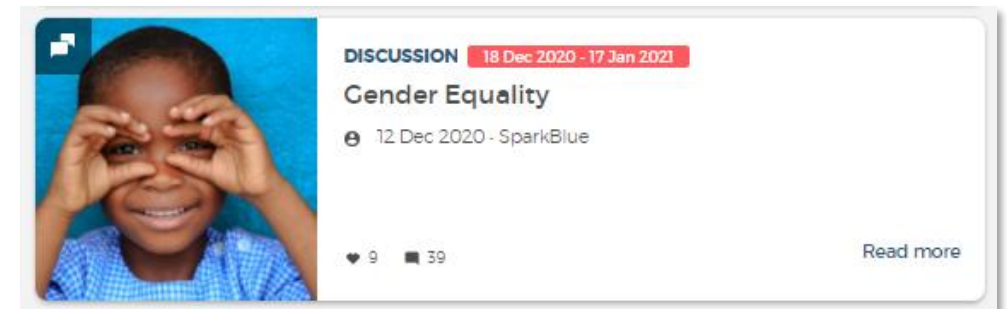 DISCUSSION 18 Dec 2020 - 17 Jan 2021
Gender Equality
12 Dec 2020 - SparkBlue
9 39
Read more